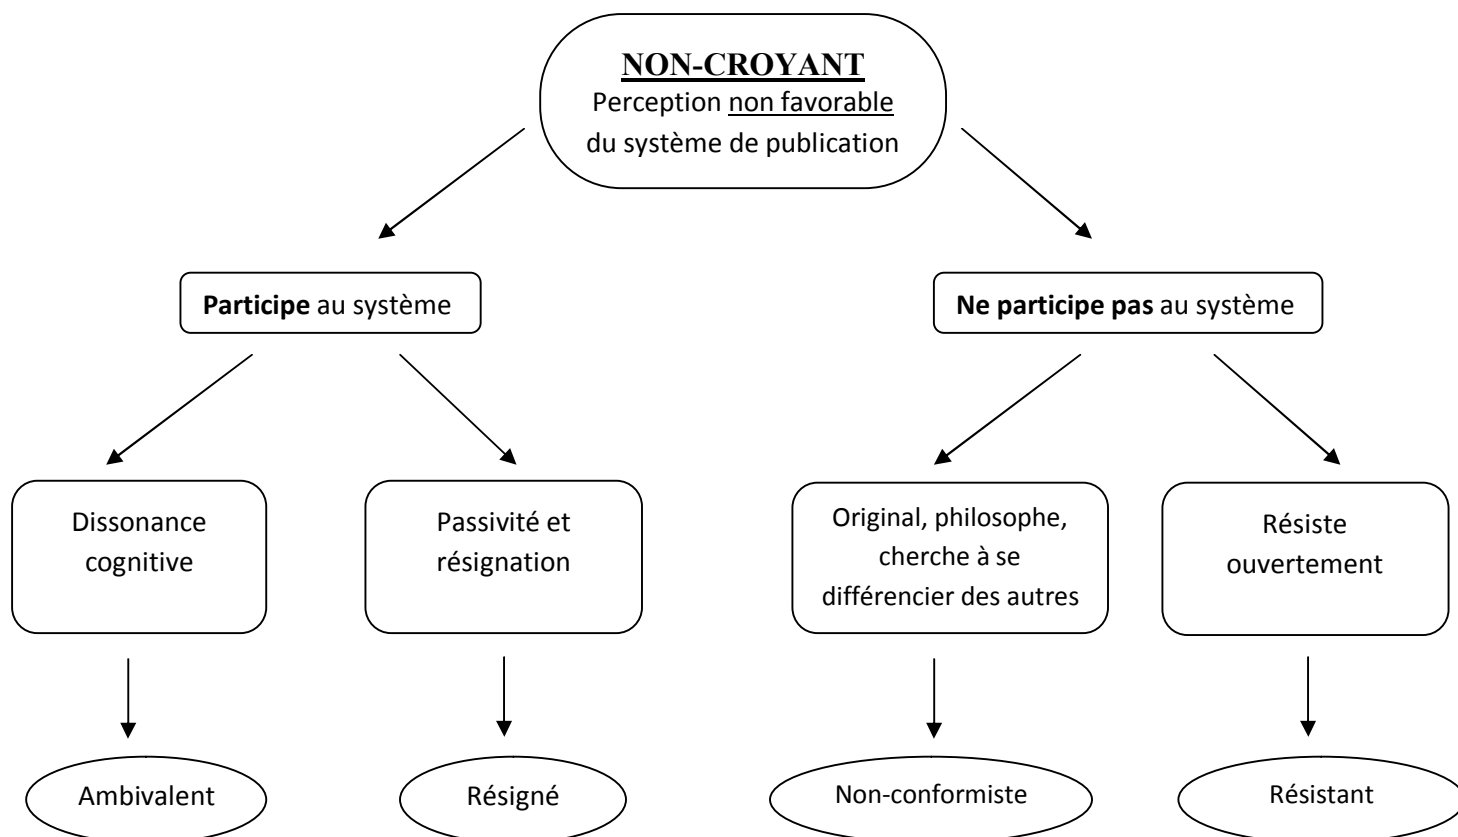 NON-CROYANT
Perception non favorable
du système de publication
Participe au système
Ne participe pas au système
Dissonance
cognitive
Passivité et
résignation
Original, philosophe,
cherche à se
différencier des autres
Résiste
ouvertement
Ambivalent
Résigné
Non-conformiste
Résistant